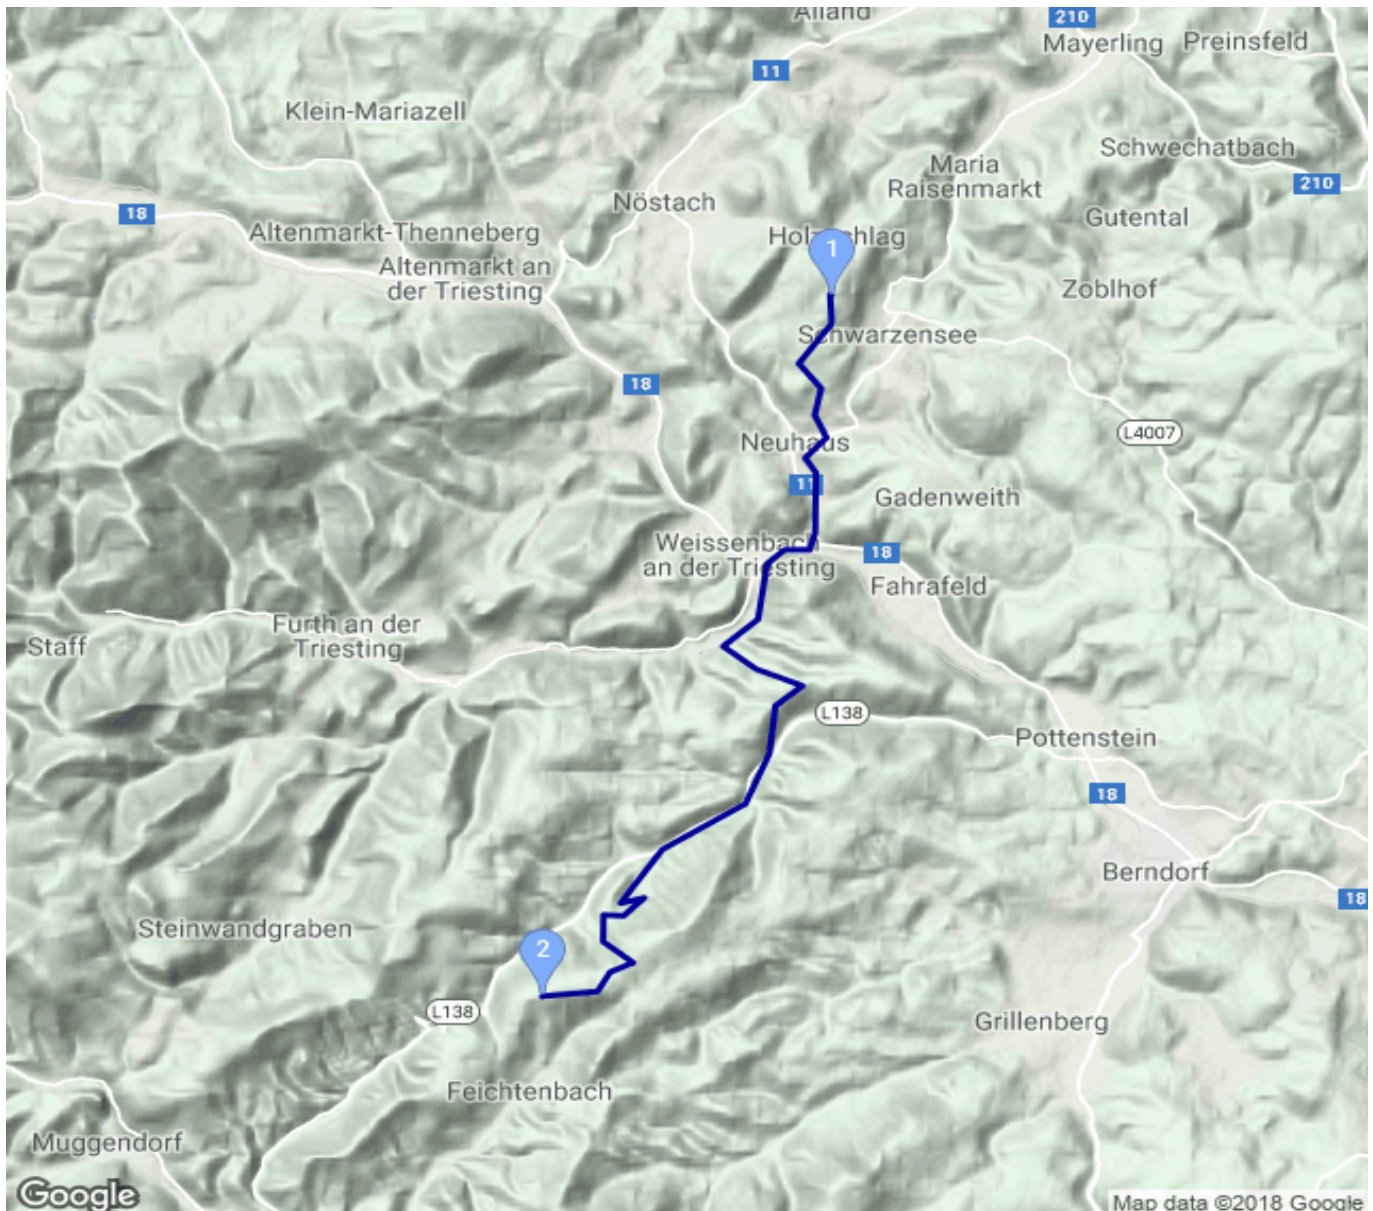 Alland
210
Mayerling
Preinsfeld
11
Klein-Mariazell
Schwechatbach
Maria
Raisenmarkt
210
18
Nöstach
Gutental
Altenmarkt-Thenneberg
1
Altenmarkt an
der Triesting
Zoblhof
Schwarzensee
18
L4007
Neuhaus
11
Gadenweith
Weissenbach
an der Triesting
18
Fahrafeld
Furth an der
Triesting
Staff
L138
Pottenstein
18
Berndorf
18
Steinwandgraben
2
L138
Grillenberg
Feichtenbach
Muggendorf
Google
Map data ©2018 Google